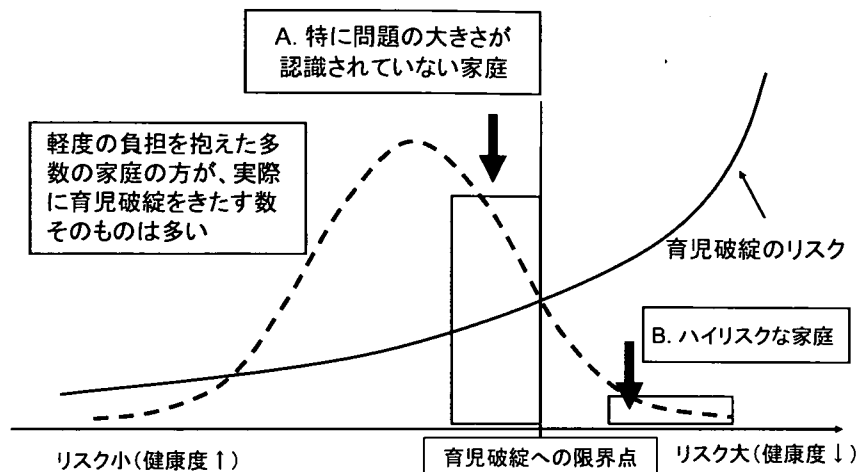 A. 特に問題の大きさが
認識されていない家庭
軽度の負担を抱えた多
数の家庭の方が、実際
に育児破綻をきたす数
そのものは多い
育児破綻のリスク
B. ハイリスクな家庭
リスク小(健康度↑)
育児破綻への限界点
リスク大(健康度↓)